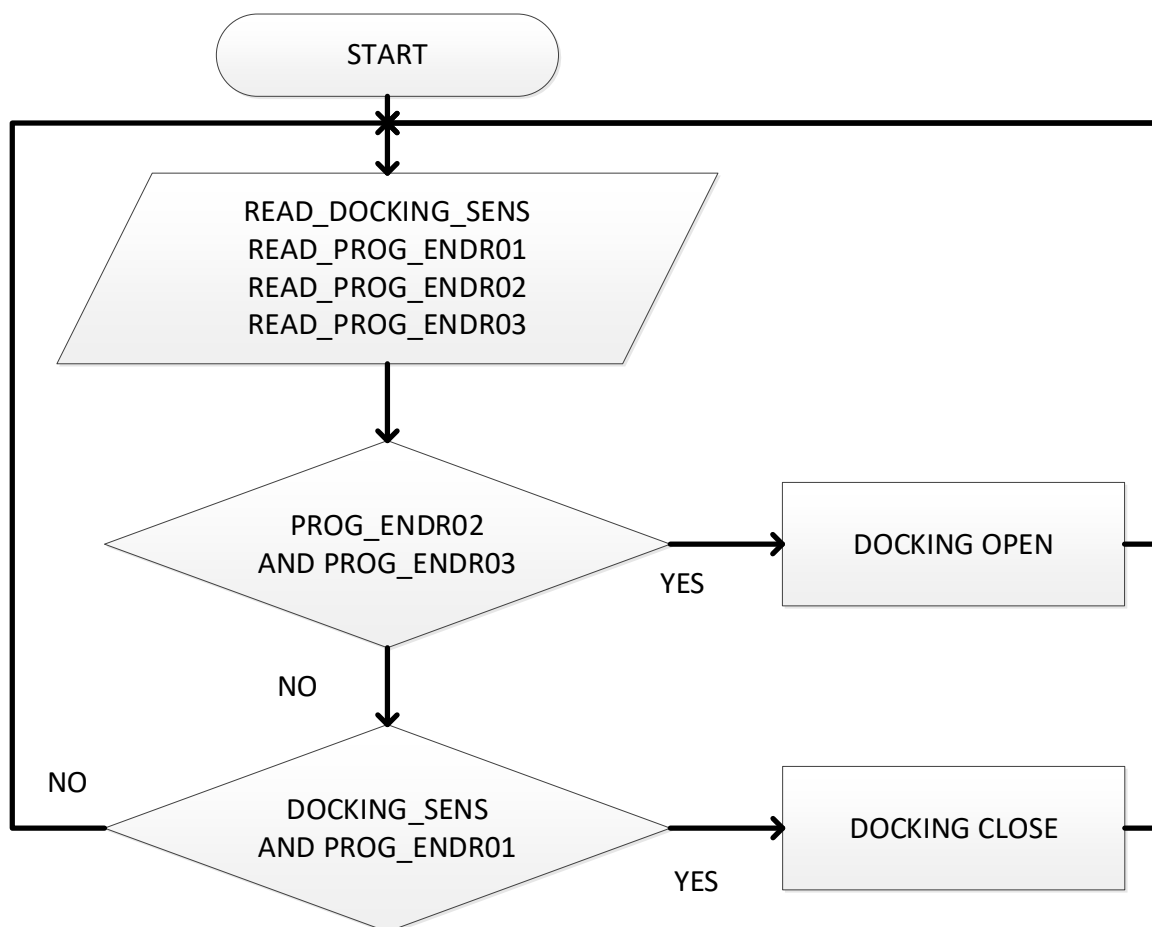 START
READ_DOCKING_SENS
READ_PROG_ENDR01
READ_PROG_ENDR02
READ_PROG_ENDR03
PROG_ENDR02
AND PROG_ENDR03
YES
DOCKING OPEN
NO
DOCKING_SENS
AND PROG_ENDR01
NO
YES
DOCKING CLOSE